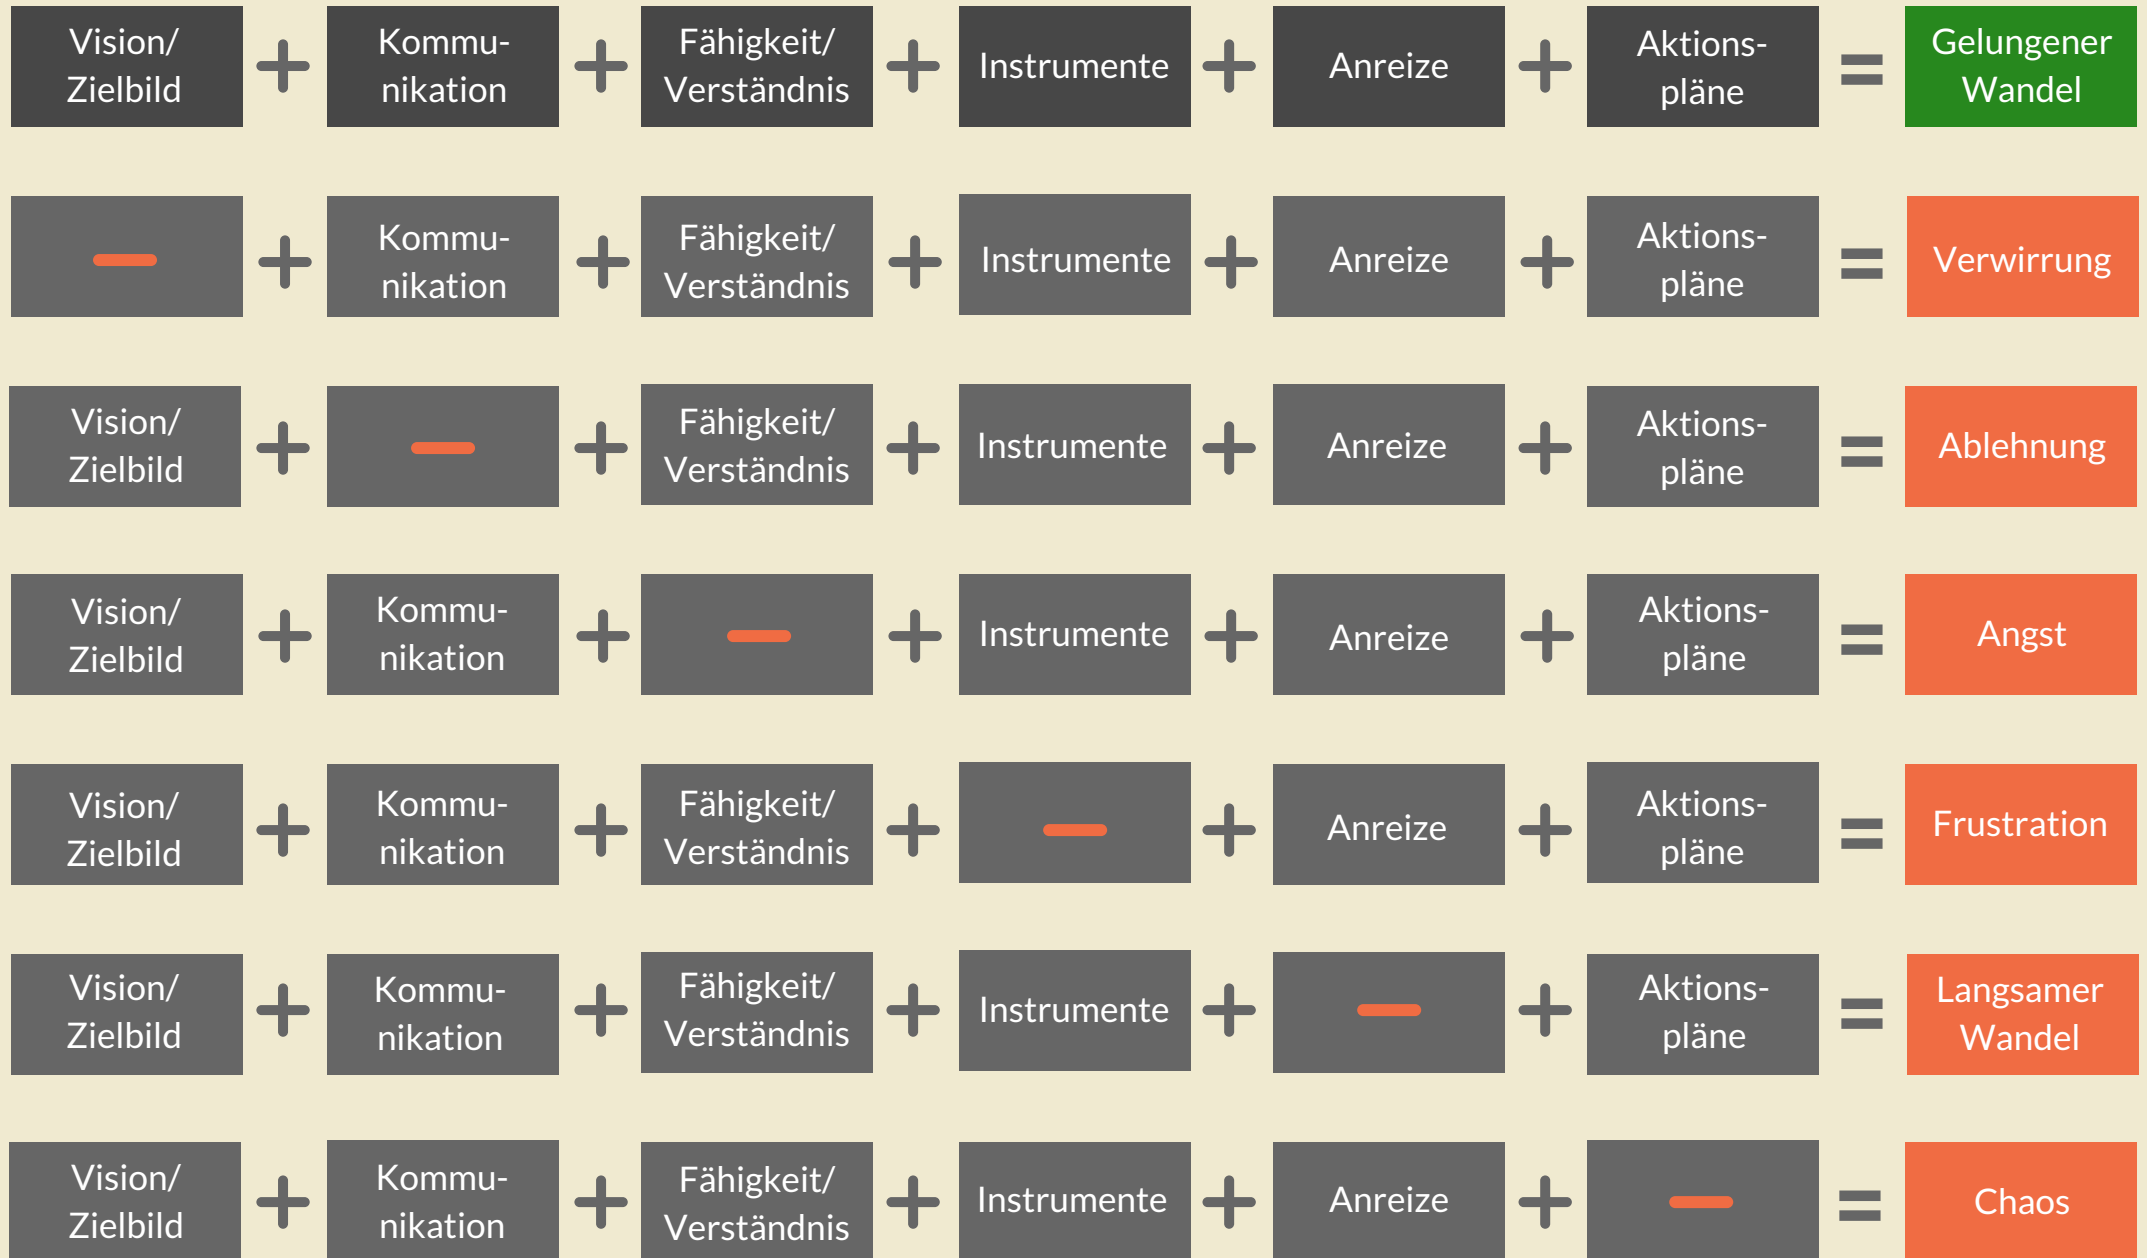 Vision/
Zielbild
+
Kommu-
nikation
+
Fähigkeit/
Verständnis
+
Instrumente
+
Anreize
+
Aktions-
pläne
=
Gelungener
Wandel
+
Kommu-
nikation
+
Fähigkeit/
Verständnis
+
Instrumente
+
Anreize
+
Aktions-
pläne
=
Verwirrung
Vision/
Zielbild
+
+
Fähigkeit/
Verständnis
+
Instrumente
+
Anreize
+
Aktions-
pläne
=
Ablehnung
Vision/
Zielbild
+
Kommu-
nikation
+
+
Instrumente
+
Anreize
+
Aktions-
pläne
=
Angst
Vision/
Zielbild
+
Kommu-
nikation
+
Fähigkeit/
Verständnis
+
+
Anreize
+
Aktions-
pläne
=
Frustration
Vision/
Zielbild
+
Kommu-
nikation
+
Fähigkeit/
Verständnis
+
Instrumente
+
+
Aktions-
pläne
=
Langsamer
Wandel
Vision/
Zielbild
+
Kommu-
nikation
+
Fähigkeit/
Verständnis
+
Instrumente
+
Anreize
+
=
Chaos